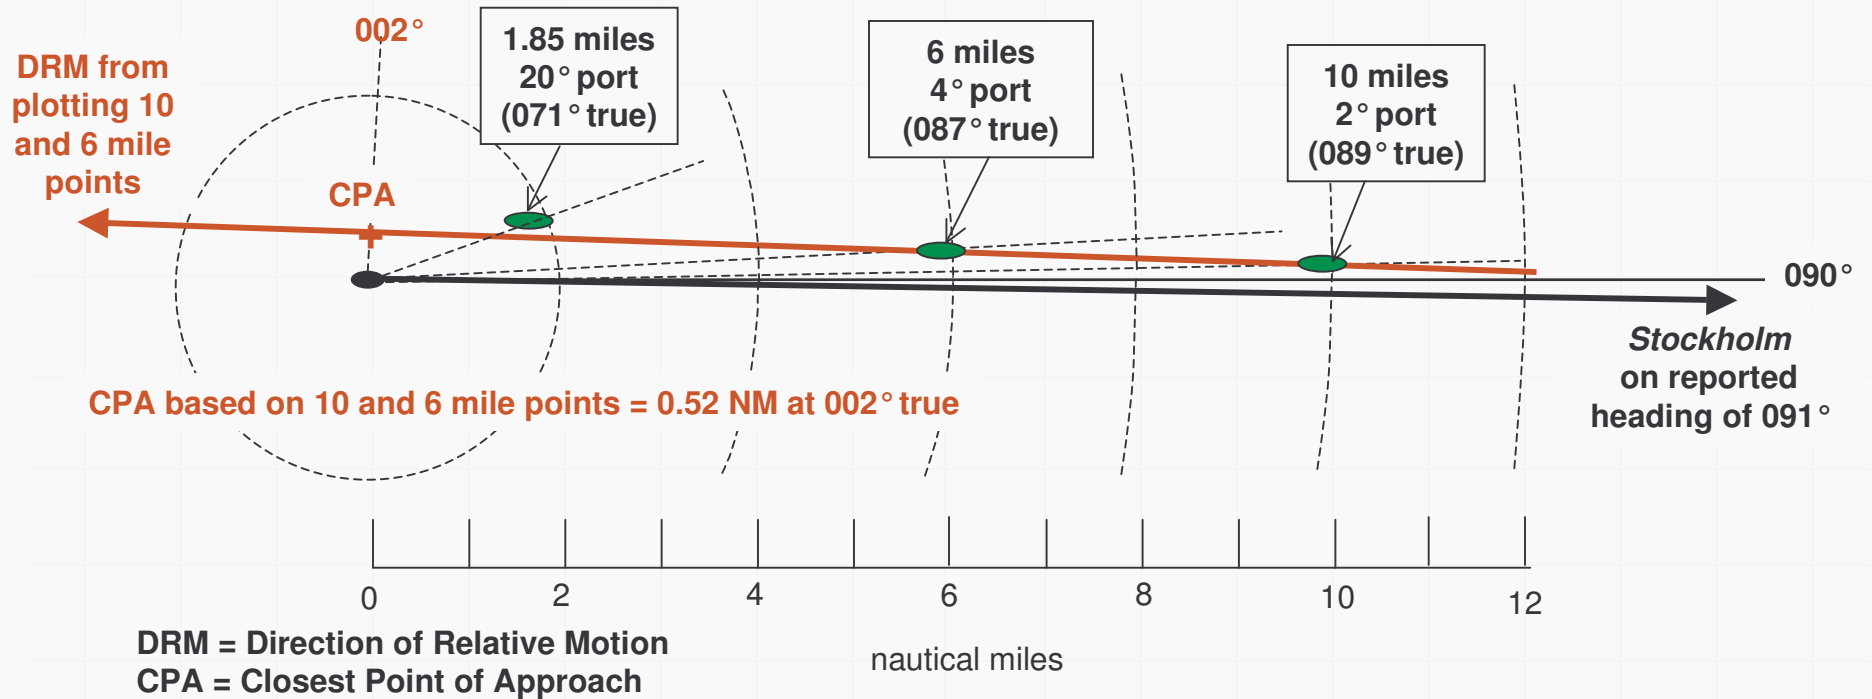 002°
DRM from
plotting 10
and 6 mile
points
1.85 miles
20° port
(071° true)
6 miles
4° port
(087° true)
10 miles
2° port
(089° true)
CPA
090°
Stockholm
on reported
heading of 091°
CPA based on 10 and 6 mile points = 0.52 NM at 002° true
0 2 4 6 8 10 12
DRM = Direction of Relative Motion
CPA = Closest Point of Approach
nautical miles